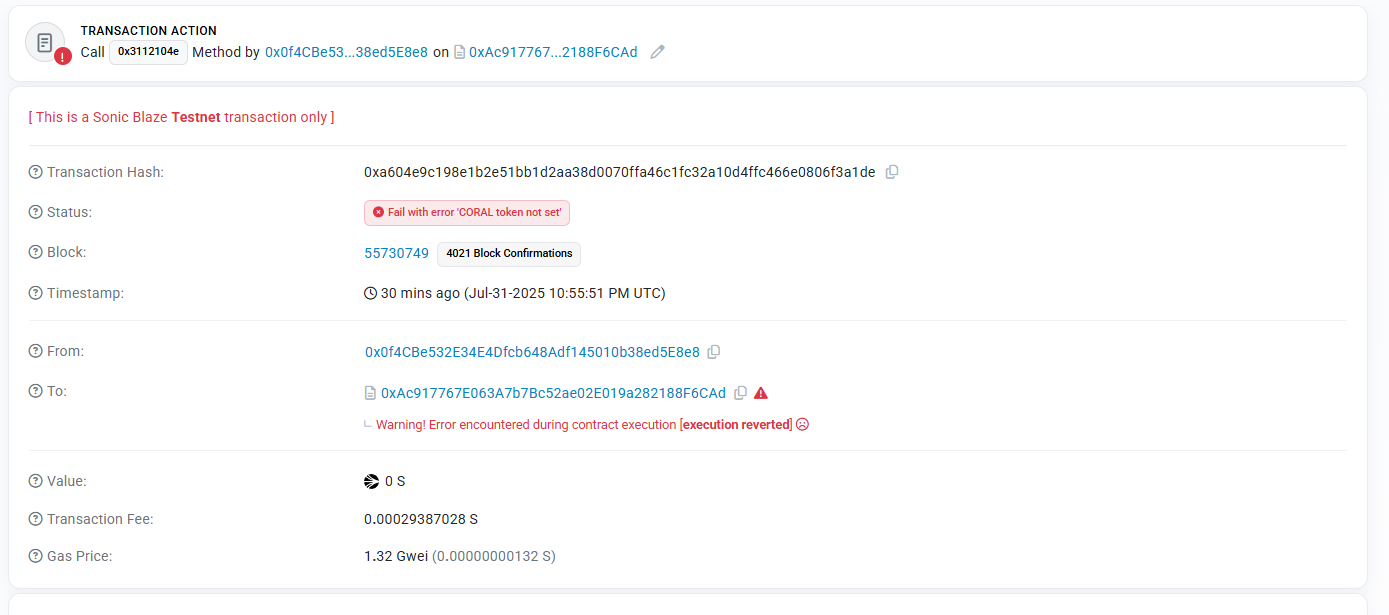 TRANSACTION ACTION
Call 0x3112104e Method by 0x0f4CBe53...38ed5E8e8 on 0xAc917767...2188F6CAd
[ This is a Sonic Blaze Testnet transaction only ]
Transaction Hash: 0xa604e9c198e1b2e51bb1d2aa38d0070ffa46c1fc32a10d4ffc466e0806f3a1de
Status: Fail with error 'CORAL token not set'
Block: 55730749 4021 Block Confirmations
Timestamp: 30 mins ago (Jul-31-2025 10:55:51 PM UTC)
From: 0x0f4CBe532E34E4Dfcb648Adf145010b38ed5E8e8
To: 0xAc917767E063A7b7Bc52ae02E019a282188F6CAd
Warning! Error encountered during contract execution [execution reverted]
Value: 0 S
Transaction Fee: 0.00029387028 S
Gas Price: 1.32 Gwei (0.00000000132 S)